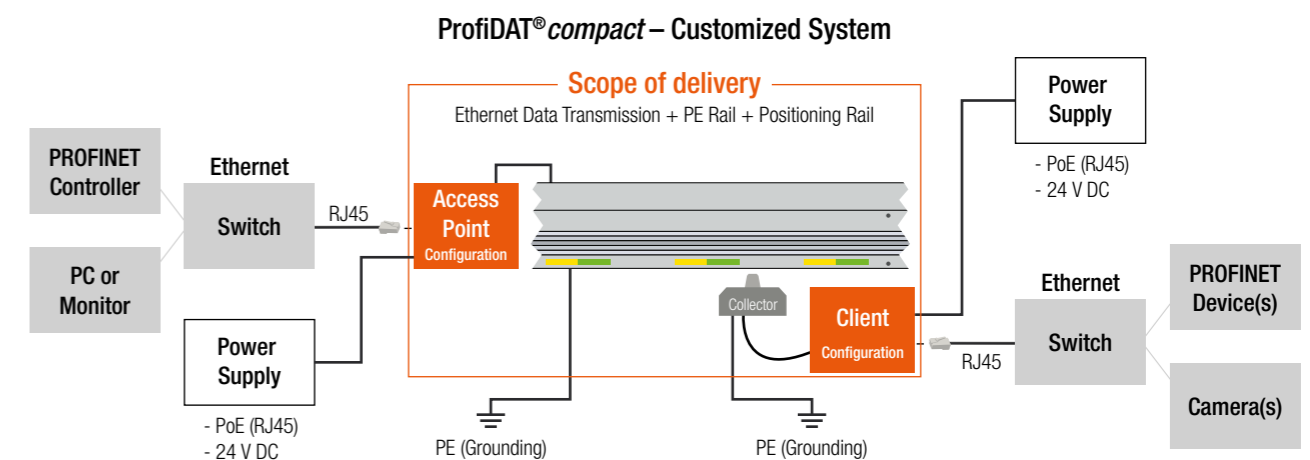 ProfiDAT® compact – Customized System
Scope of delivery
Ethernet Data Transmission + PE Rail + Positioning Rail
PROFINET
Controller
PC or
Monitor
Ethernet
Switch
RJ45
Access
Point
Configuration
Power
Supply
- PoE (RJ45)
- 24 V DC
PE (Grounding)
Collector
Client
Configuration
PE (Grounding)
Power
Supply
- PoE (RJ45)
- 24 V DC
RJ45
Ethernet
Switch
PROFINET
Device(s)
Camera(s)